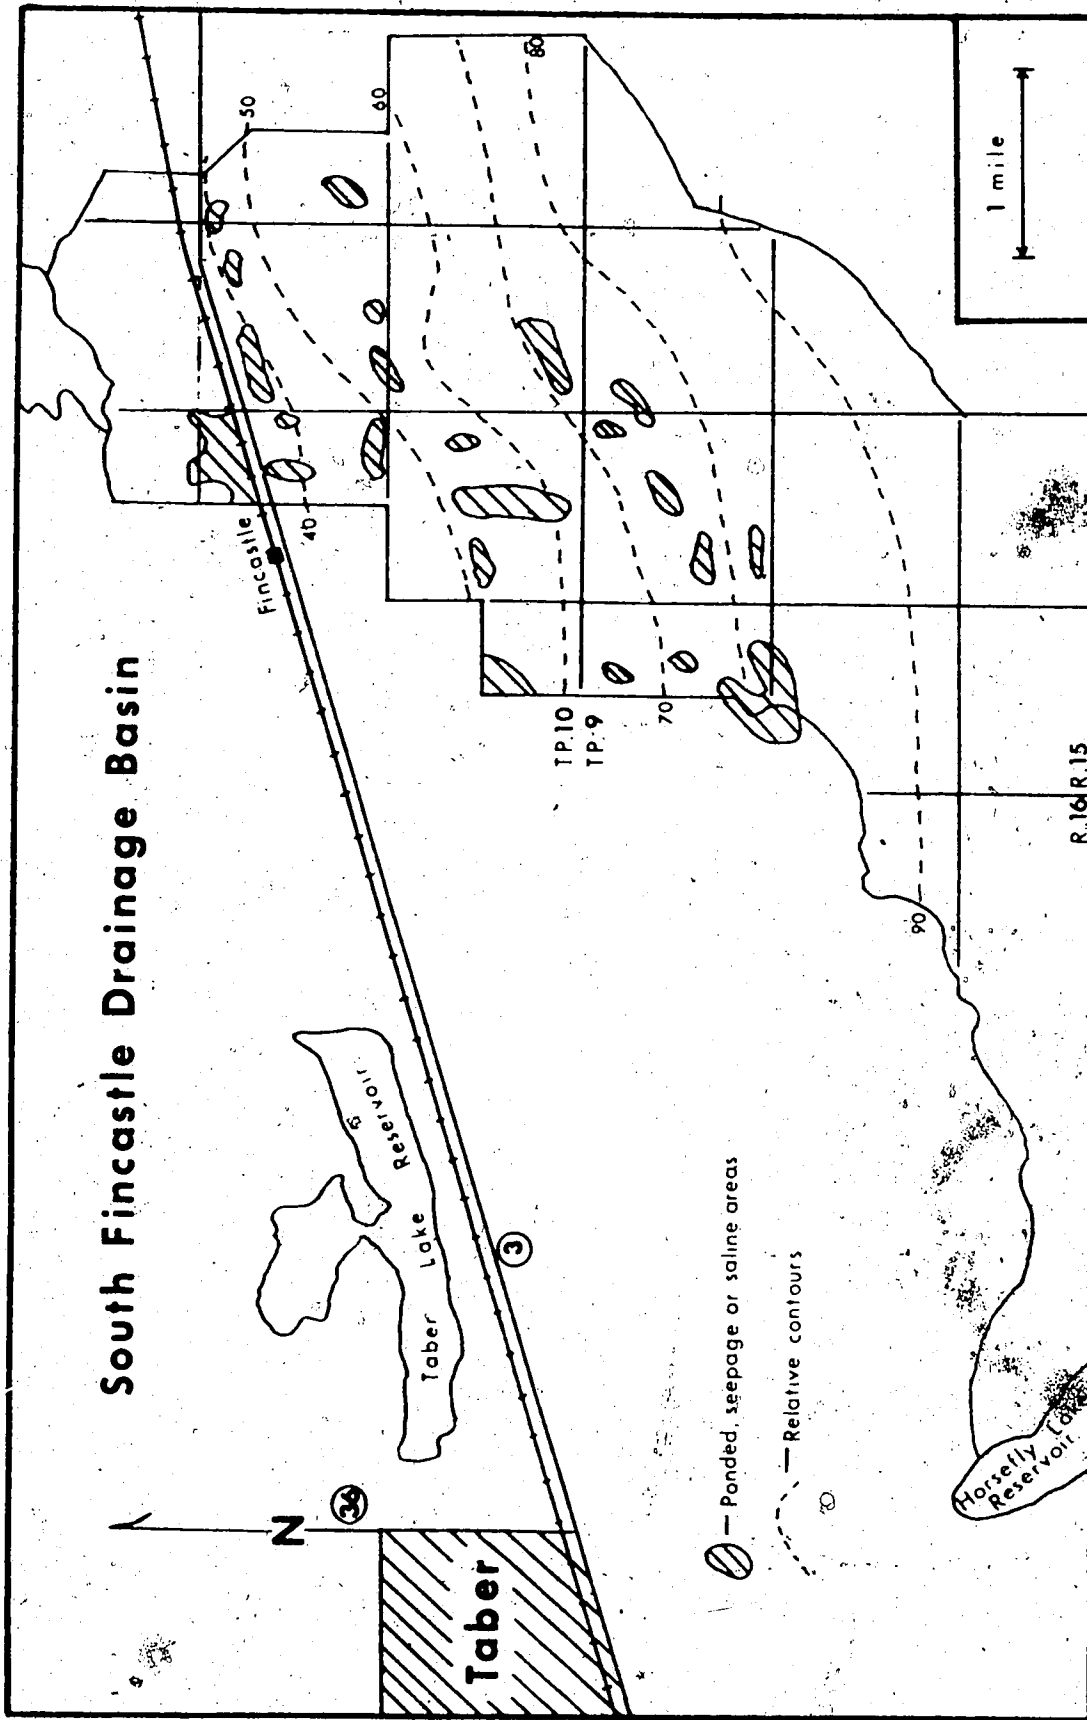 South Fincastle Drainage Basin
N
36
Taber
Taber Lake Reservoir
3
Fincastle
40
50
60
70
80
90
TP.10
TP.9
R.16 R.15
Horsefly Lake
Reservoir
— Ponded, seepage or saline areas
— Relative contours
1 mile